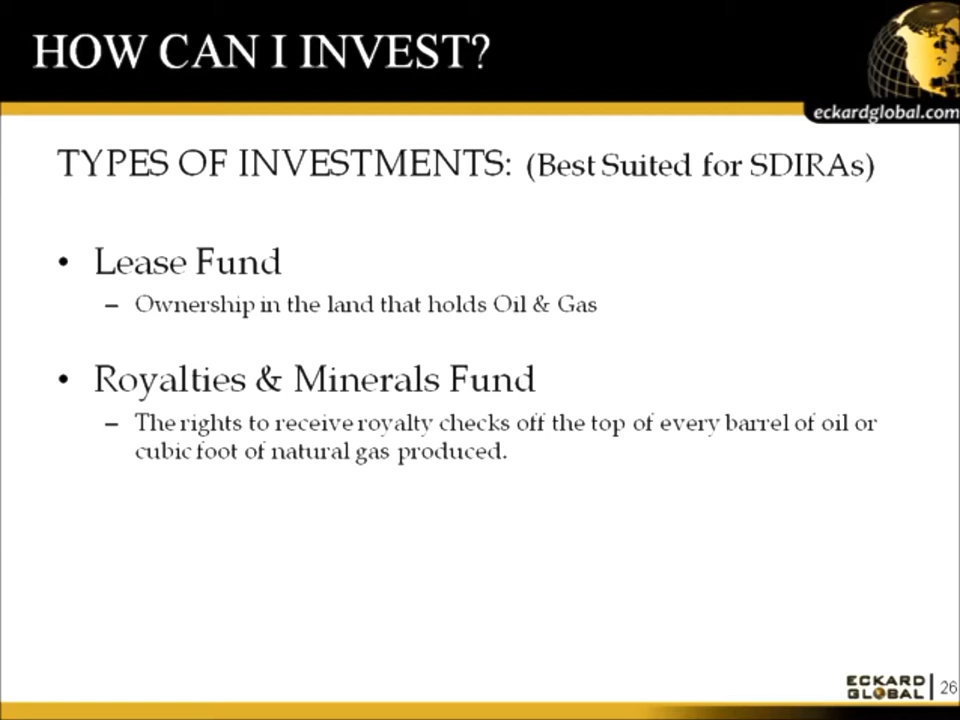 HOW CAN I INVEST?
eckardglobal.com
TYPES OF INVESTMENTS: (Best Suited for SDIRAs)
• Lease Fund
– Ownership in the land that holds Oil & Gas
• Royalties & Minerals Fund
– The rights to receive royalty checks off the top of every barrel of oil or
cubic foot of natural gas produced.
ECKARD
GLOBAL
26